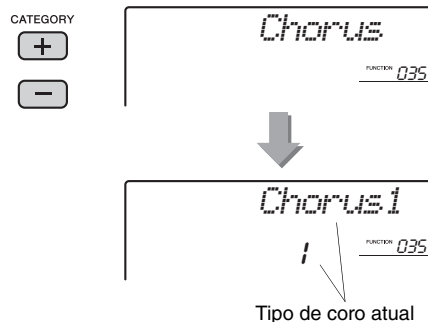 CATEGORY
+
−
Chorus
FUNCTION 035
Chorus1
1
FUNCTION 035
Tipo de coro atual